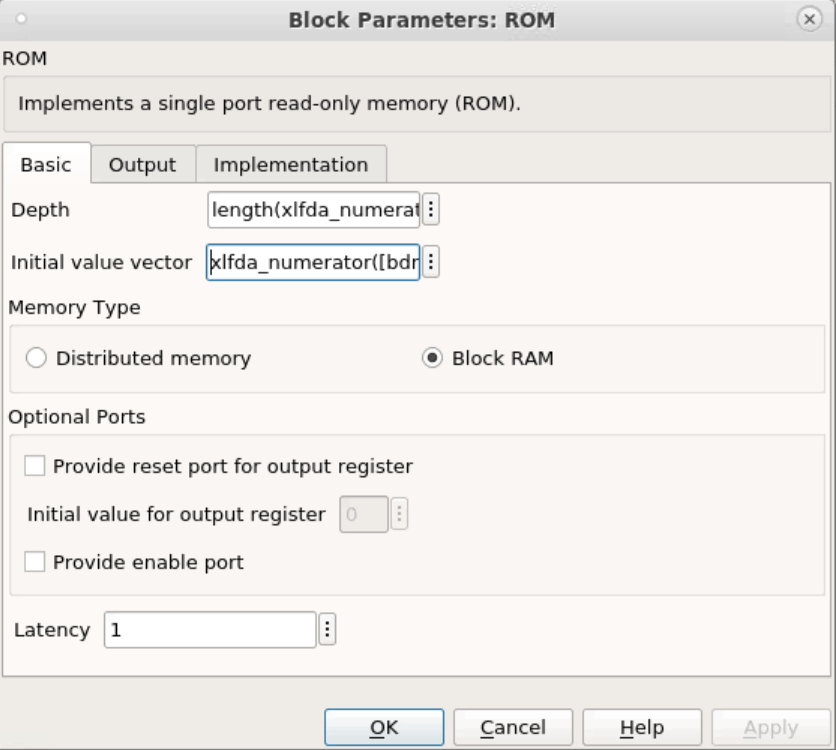 Block Parameters: ROM
ROM
Implements a single port read-only memory (ROM).
Basic Output Implementation
Depth length(xlfda_numerat
Initial value vector xlfda_numerator([bdr
Memory Type
Distributed memory Block RAM
Optional Ports
Provide reset port for output register
Initial value for output register 0
Provide enable port
Latency 1
OK Cancel Help Apply